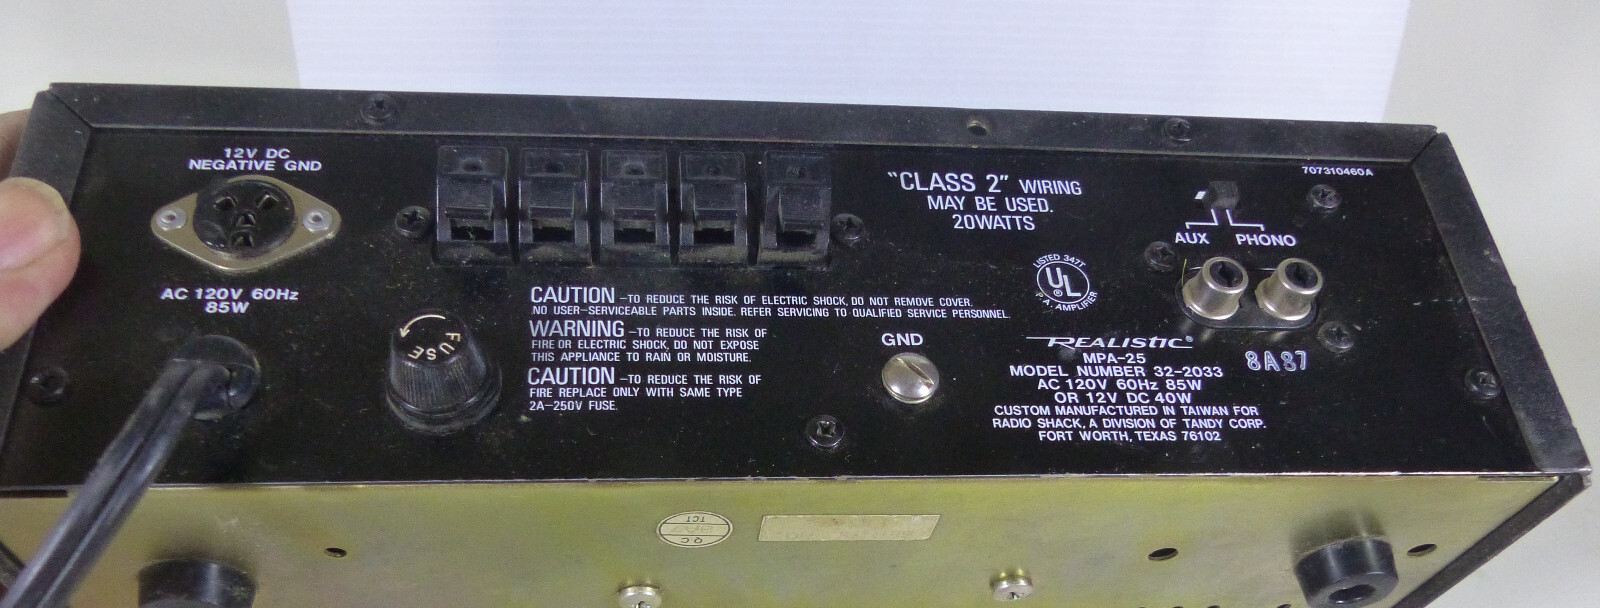 12V DC
NEGATIVE GND
AC 120V 60Hz
85W
FUSE
"CLASS 2" WIRING
MAY BE USED.
20WATTS
707310460A
AUX PHONO
LISTED 347T
UL®
P.A. AMPLIFIER
CAUTION –TO REDUCE THE RISK OF ELECTRIC SHOCK, DO NOT REMOVE COVER.
NO USER-SERVICEABLE PARTS INSIDE. REFER SERVICING TO QUALIFIED SERVICE PERSONNEL.
WARNING –TO REDUCE THE RISK OF
FIRE OR ELECTRIC SHOCK, DO NOT EXPOSE
THIS APPLIANCE TO RAIN OR MOISTURE.
CAUTION –TO REDUCE THE RISK OF
FIRE REPLACE ONLY WITH SAME TYPE
2A–250V FUSE.
GND
REALISTIC®
MPA-25
MODEL NUMBER 32-2033
8A87
AC 120V 60Hz 85W
OR 12V DC 40W
CUSTOM MANUFACTURED IN TAIWAN FOR
RADIO SHACK, A DIVISION OF TANDY CORP.
FORT WORTH, TEXAS 76102
Q.C
TCT